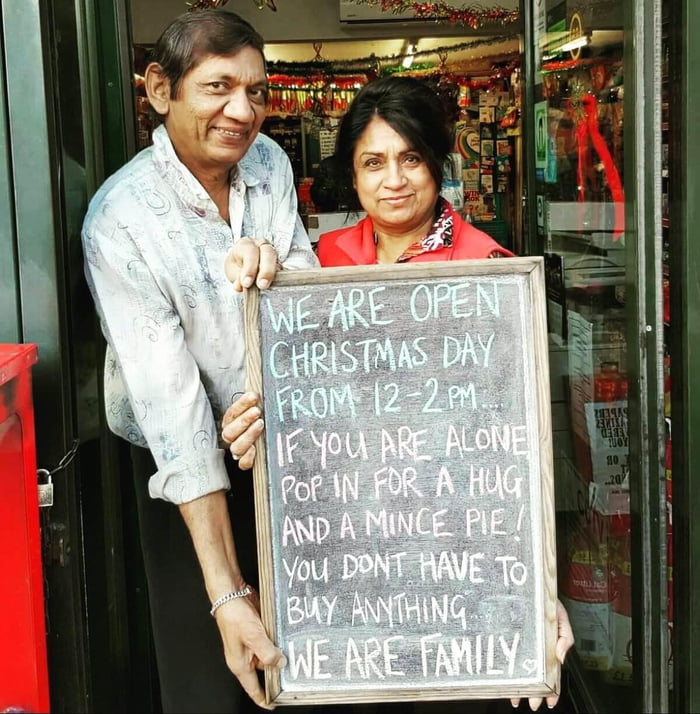 WE ARE OPEN
CHRISTMAS DAY
FROM 12-2PM....
IF YOU ARE ALONE
POP IN FOR A HUG
AND A MINCE PIE!
YOU DONT HAVE TO
BUY ANYTHING...
WE ARE FAMILY.